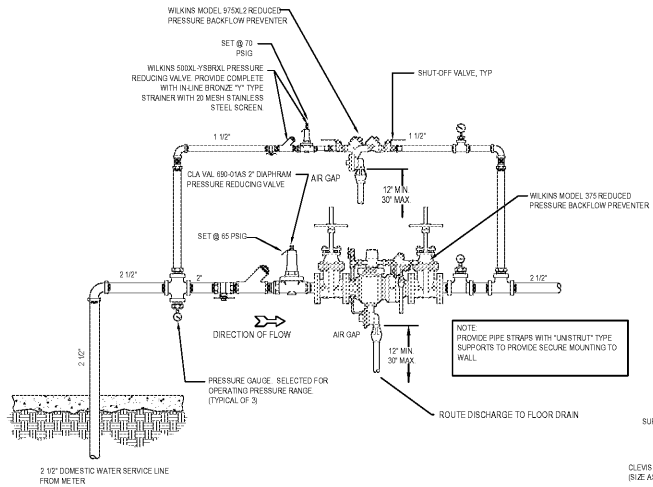 WILKINS MODEL 975XL2 REDUCED
PRESSURE BACKFLOW PREVENTER
SET @ 70
PSIG
WILKINS 500XL-YSBRXL PRESSURE
REDUCING VALVE. PROVIDE COMPLETE
WITH IN-LINE BRONZE "Y" TYPE
STRAINER WITH 20 MESH STAINLESS
STEEL SCREEN.
SHUT-OFF VALVE, TYP
1 1/2"
1 1/2"
CLA VAL 690-01AS 2" DIAPHRAM
PRESSURE REDUCING VALVE
AIR GAP
12" MIN.
30" MAX.
WILKINS MODEL 375 REDUCED
PRESSURE BACKFLOW PREVENTER
SET @ 65 PSIG
2 1/2"
2"
2 1/2"
DIRECTION OF FLOW
AIR GAP
12" MIN.
30" MAX.
NOTE:
PROVIDE PIPE STRAPS WITH "UNISTRUT" TYPE
SUPPORTS TO PROVIDE SECURE MOUNTING TO
WALL
2 1/2"
PRESSURE GAUGE. SELECTED FOR
OPERATING PRESSURE RANGE.
(TYPICAL OF 3)
ROUTE DISCHARGE TO FLOOR DRAIN
2 1/2" DOMESTIC WATER SERVICE LINE
FROM METER
CLEVIS
(SIZE